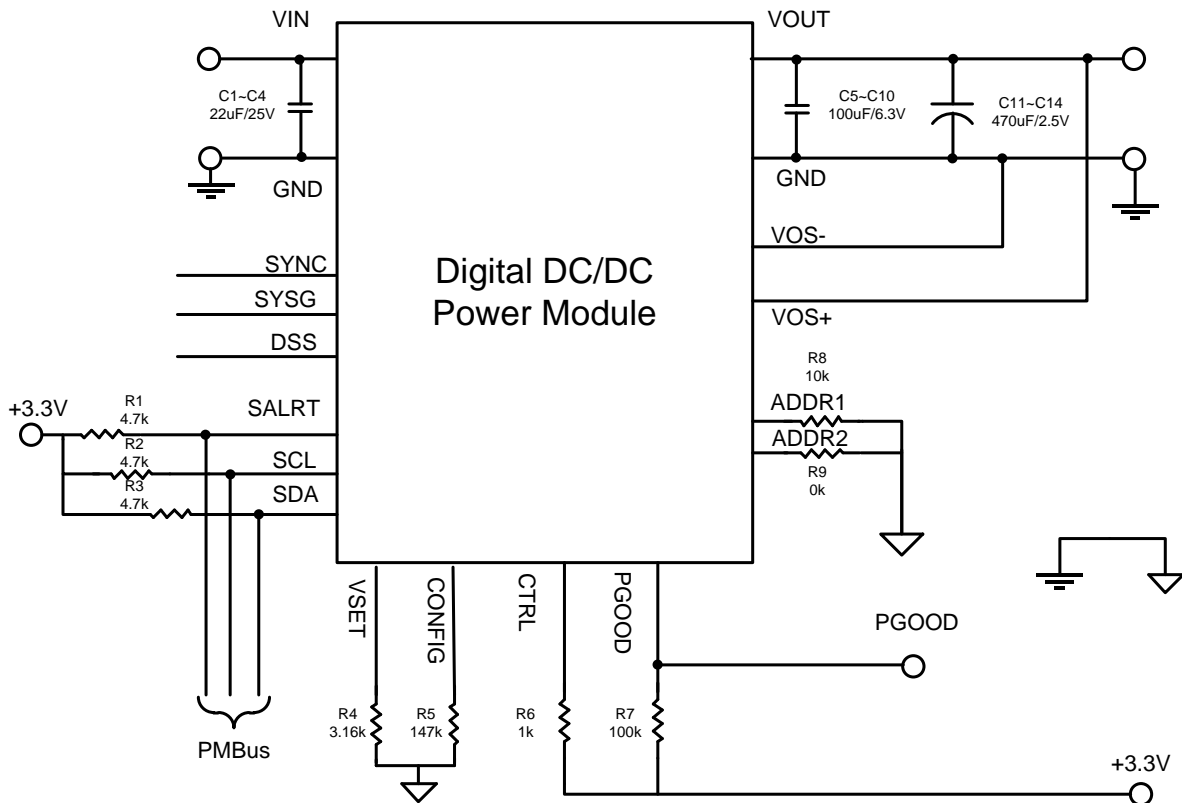 VIN
VOUT
C1~C4
22uF/25V
C5~C10
100uF/6.3V
C11~C14
470uF/2.5V
GND
GND
VOS-
SYNC
Digital DC/DC
Power Module
SYSG
VOS+
DSS
R8
10k
ADDR1
+3.3V
R1
4.7k
SALRT
ADDR2
R2
4.7k
SCL
R9
0k
R3
4.7k
SDA
VSET
CONFIG
CTRL
PGOOD
PGOOD
R4
3.16k
R5
147k
R6
1k
R7
100k
PMBus
+3.3V